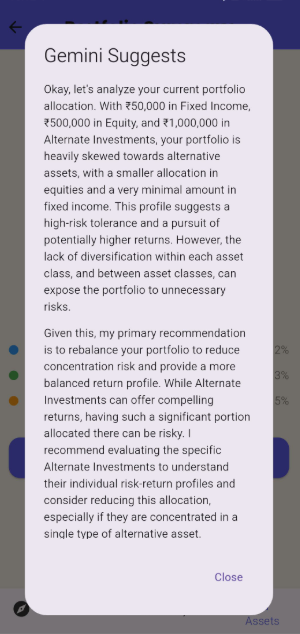 Gemini Suggests
Okay, let's analyze your current portfolio
allocation. With ₹50,000 in Fixed Income,
₹500,000 in Equity, and ₹1,000,000 in
Alternate Investments, your portfolio is
heavily skewed towards alternative
assets, with a smaller allocation in
equities and a very minimal amount in
fixed income. This profile suggests a
high-risk tolerance and a pursuit of
potentially higher returns. However, the
lack of diversification within each asset
class, and between asset classes, can
expose the portfolio to unnecessary
risks.
Given this, my primary recommendation
is to rebalance your portfolio to reduce
concentration risk and provide a more
balanced return profile. While Alternate
Investments can offer compelling
returns, having such a significant portion
allocated there can be risky. I
recommend evaluating the specific
Alternate Investments to understand
their individual risk-return profiles and
consider reducing this allocation,
especially if they are concentrated in a
single type of alternative asset.
Close
2%
3%
5%
Assets